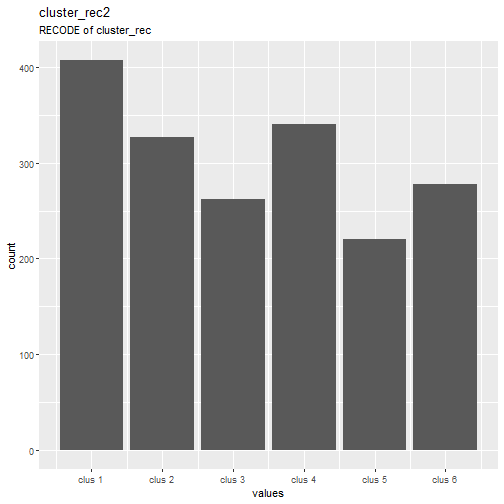 cluster_rec2
RECODE of cluster_rec
400
300
200
100
0
count
clus 1 clus 2 clus 3 clus 4 clus 5 clus 6
values